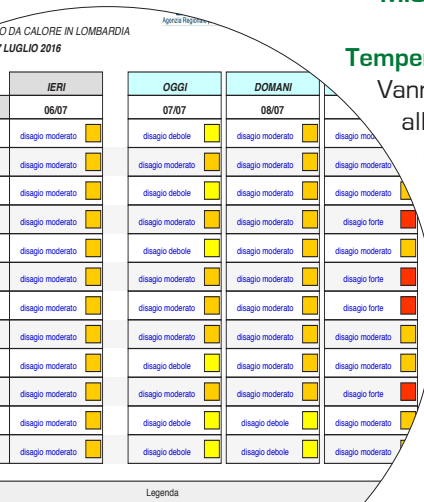 Agenzia Regionale
O DA CALORE IN LOMBARDIA
LUGLIO 2016
Temper
Vann
all
IERI OGGI DOMANI
06/07 07/07 08/07
disagio moderato disagio debole disagio moderato disagio mod
disagio moderato disagio moderato disagio moderato disagio moderato
disagio moderato disagio debole disagio moderato disagio moderato
disagio moderato disagio moderato disagio moderato disagio forte
disagio moderato disagio debole disagio moderato disagio moderato
disagio moderato disagio moderato disagio moderato disagio forte
disagio moderato disagio moderato disagio moderato disagio forte
disagio moderato disagio moderato disagio moderato disagio moderato
disagio moderato disagio debole disagio moderato disagio moderato
disagio moderato disagio moderato disagio moderato disagio forte
disagio moderato disagio debole disagio debole disagio moderato
disagio moderato disagio debole disagio debole disagio moderato
Legenda